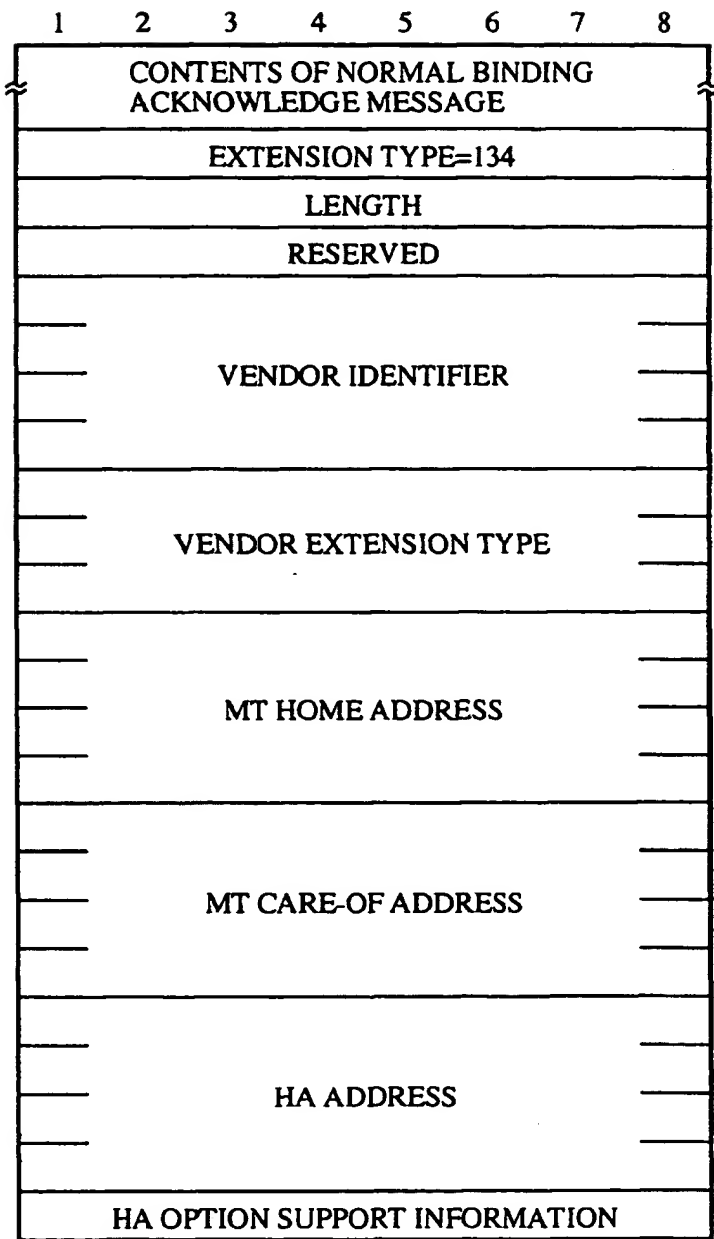 1 2 3 4 5 6 7 8
CONTENTS OF NORMAL BINDING
ACKNOWLEDGE MESSAGE
EXTENSION TYPE=134
LENGTH
RESERVED
VENDOR IDENTIFIER
VENDOR EXTENSION TYPE
MT HOME ADDRESS
MT CARE-OF ADDRESS
HA ADDRESS
HA OPTION SUPPORT INFORMATION